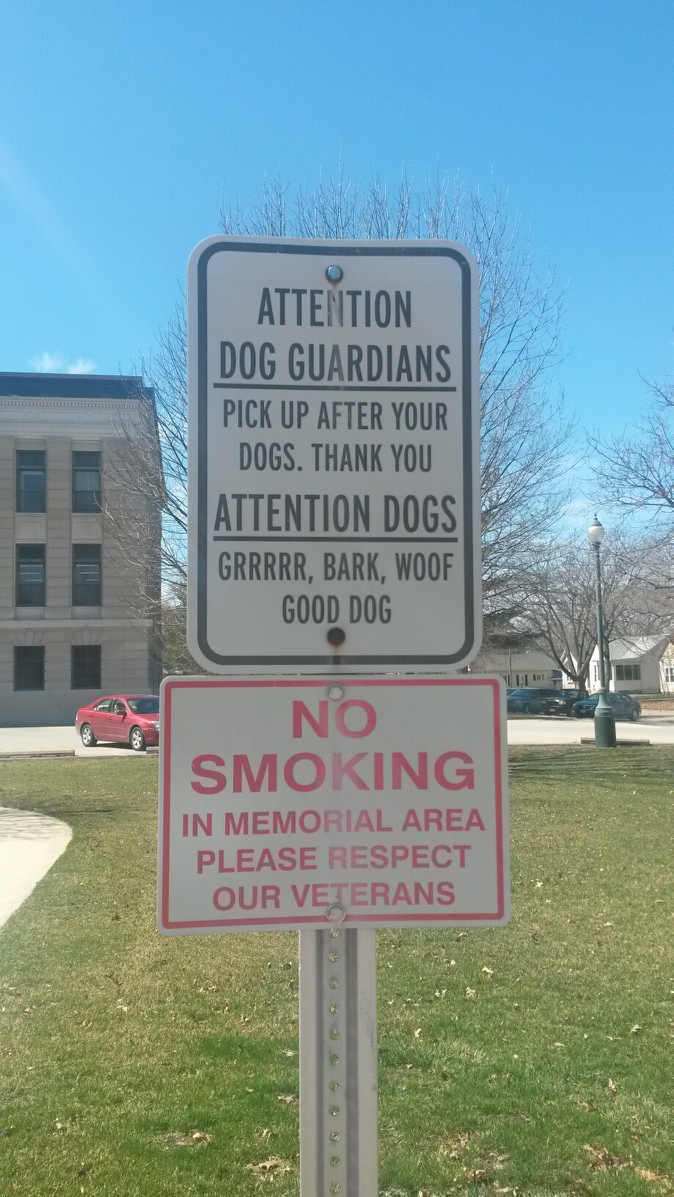 ATTENTION
DOG GUARDIANS
PICK UP AFTER YOUR
DOGS. THANK YOU
ATTENTION DOGS
GRRRRR, BARK, WOOF
GOOD DOG
NO
SMOKING
IN MEMORIAL AREA
PLEASE RESPECT
OUR VETERANS